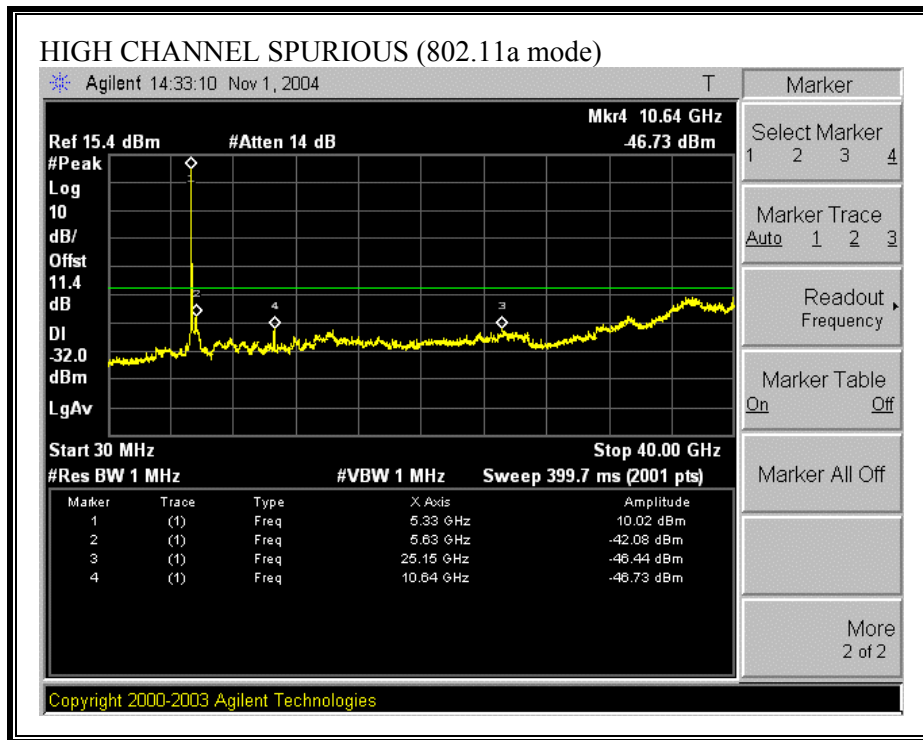 HIGH CHANNEL SPURIOUS (802.11a mode)
Agilent 14:33:10 Nov 1, 2004 T
Mkr4 10.64 GHz
Ref 15.4 dBm #Atten 14 dB -46.73 dBm
#Peak
Log
10
dB/
Offst
11.4
dB
DI
-32.0
dBm
LgAv
1
2
4
3
Start 30 MHz Stop 40.00 GHz
#Res BW 1 MHz #VBW 1 MHz Sweep 399.7 ms (2001 pts)
Marker Trace Type X Axis Amplitude
1 (1) Freq 5.33 GHz 10.02 dBm
2 (1) Freq 5.63 GHz -42.08 dBm
3 (1) Freq 25.15 GHz -46.44 dBm
4 (1) Freq 10.64 GHz -46.73 dBm
Copyright 2000-2003 Agilent Technologies
Marker
Select Marker
1 2 3 4
Marker Trace
Auto 1 2 3
Readout
Frequency
Marker Table
On Off
Marker All Off
More
2 of 2